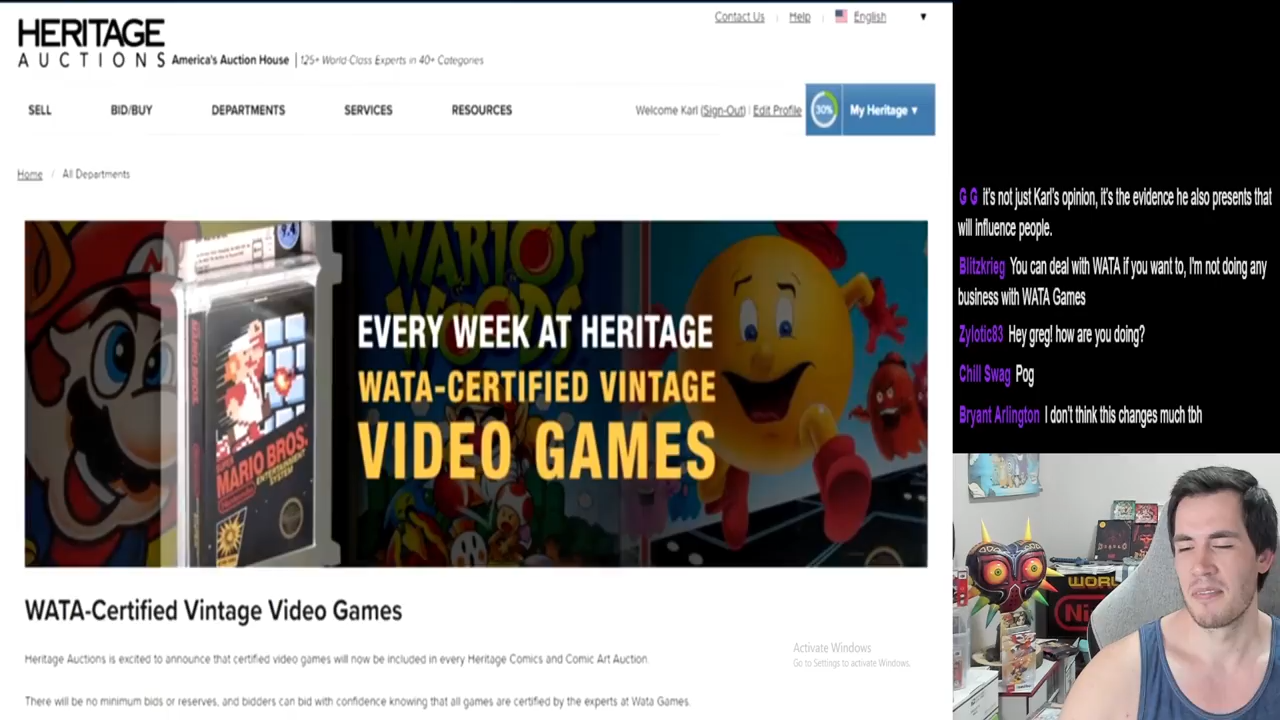 HERITAGE
AUCTIONS America's Auction House | 125+ World-Class Experts in 40+ Categories
Contact Us | Help | English ▼
SELL BID/BUY DEPARTMENTS SERVICES RESOURCES
Welcome Karl (Sign-Out) | Edit Profile 30% My Heritage ▼
Home / All Departments
WARIO'S
WOODS
EVERY WEEK AT HERITAGE
WATA-CERTIFIED VINTAGE
VIDEO GAMES
SUPER
MARIO BROS.
ENTERTAINMENT
SYSTEM
WATA-Certified Vintage Video Games
Heritage Auctions is excited to announce that certified video games will now be included in every Heritage Comics and Comic Art Auction.
There will be no minimum bids or reserves, and bidders can bid with confidence knowing that all games are certified by the experts at Wata Games.
Activate Windows
Go to Settings to activate Windows.
G G it's not just Karl's opinion, it's the evidence he also presents that
will influence people.
Blitzkrieg You can deal with WATA if you want to, I'm not doing any
business with WATA Games
Zylotic83 Hey greg! how are you doing?
Chill Swag Pog
Bryant Arlington I don't think this changes much tbh
WORL
Ni